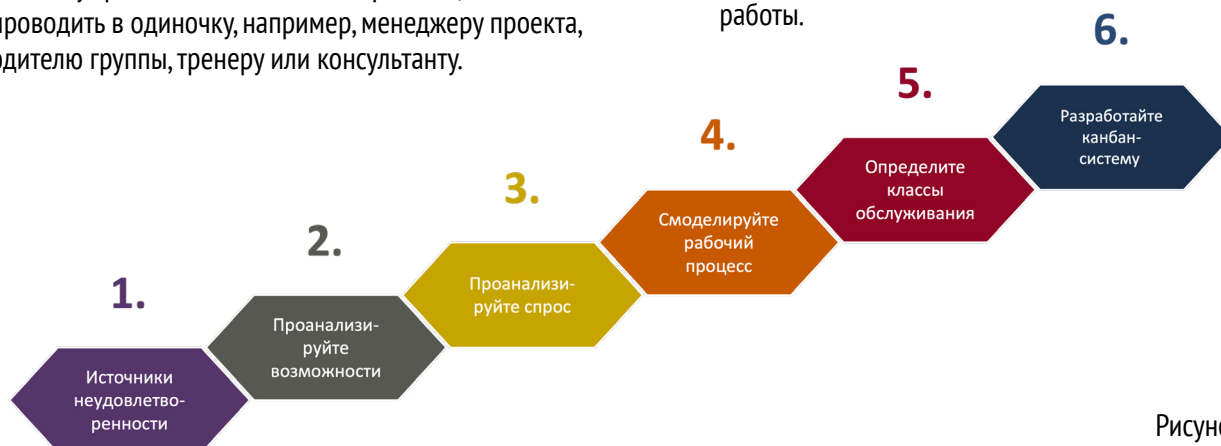 проводить в одиночку, например, менеджеру проекта,
водителю группы, тренеру или консультанту.
работы.
6.
Разработайте
канбан-
систему
5.
Определите
классы
обслуживания
4.
Смоделируйте
рабочий
процесс
3.
Проанализи-
руйте спрос
2.
Проанализи-
руйте
возможности
1.
Источники
неудовлетво-
ренности